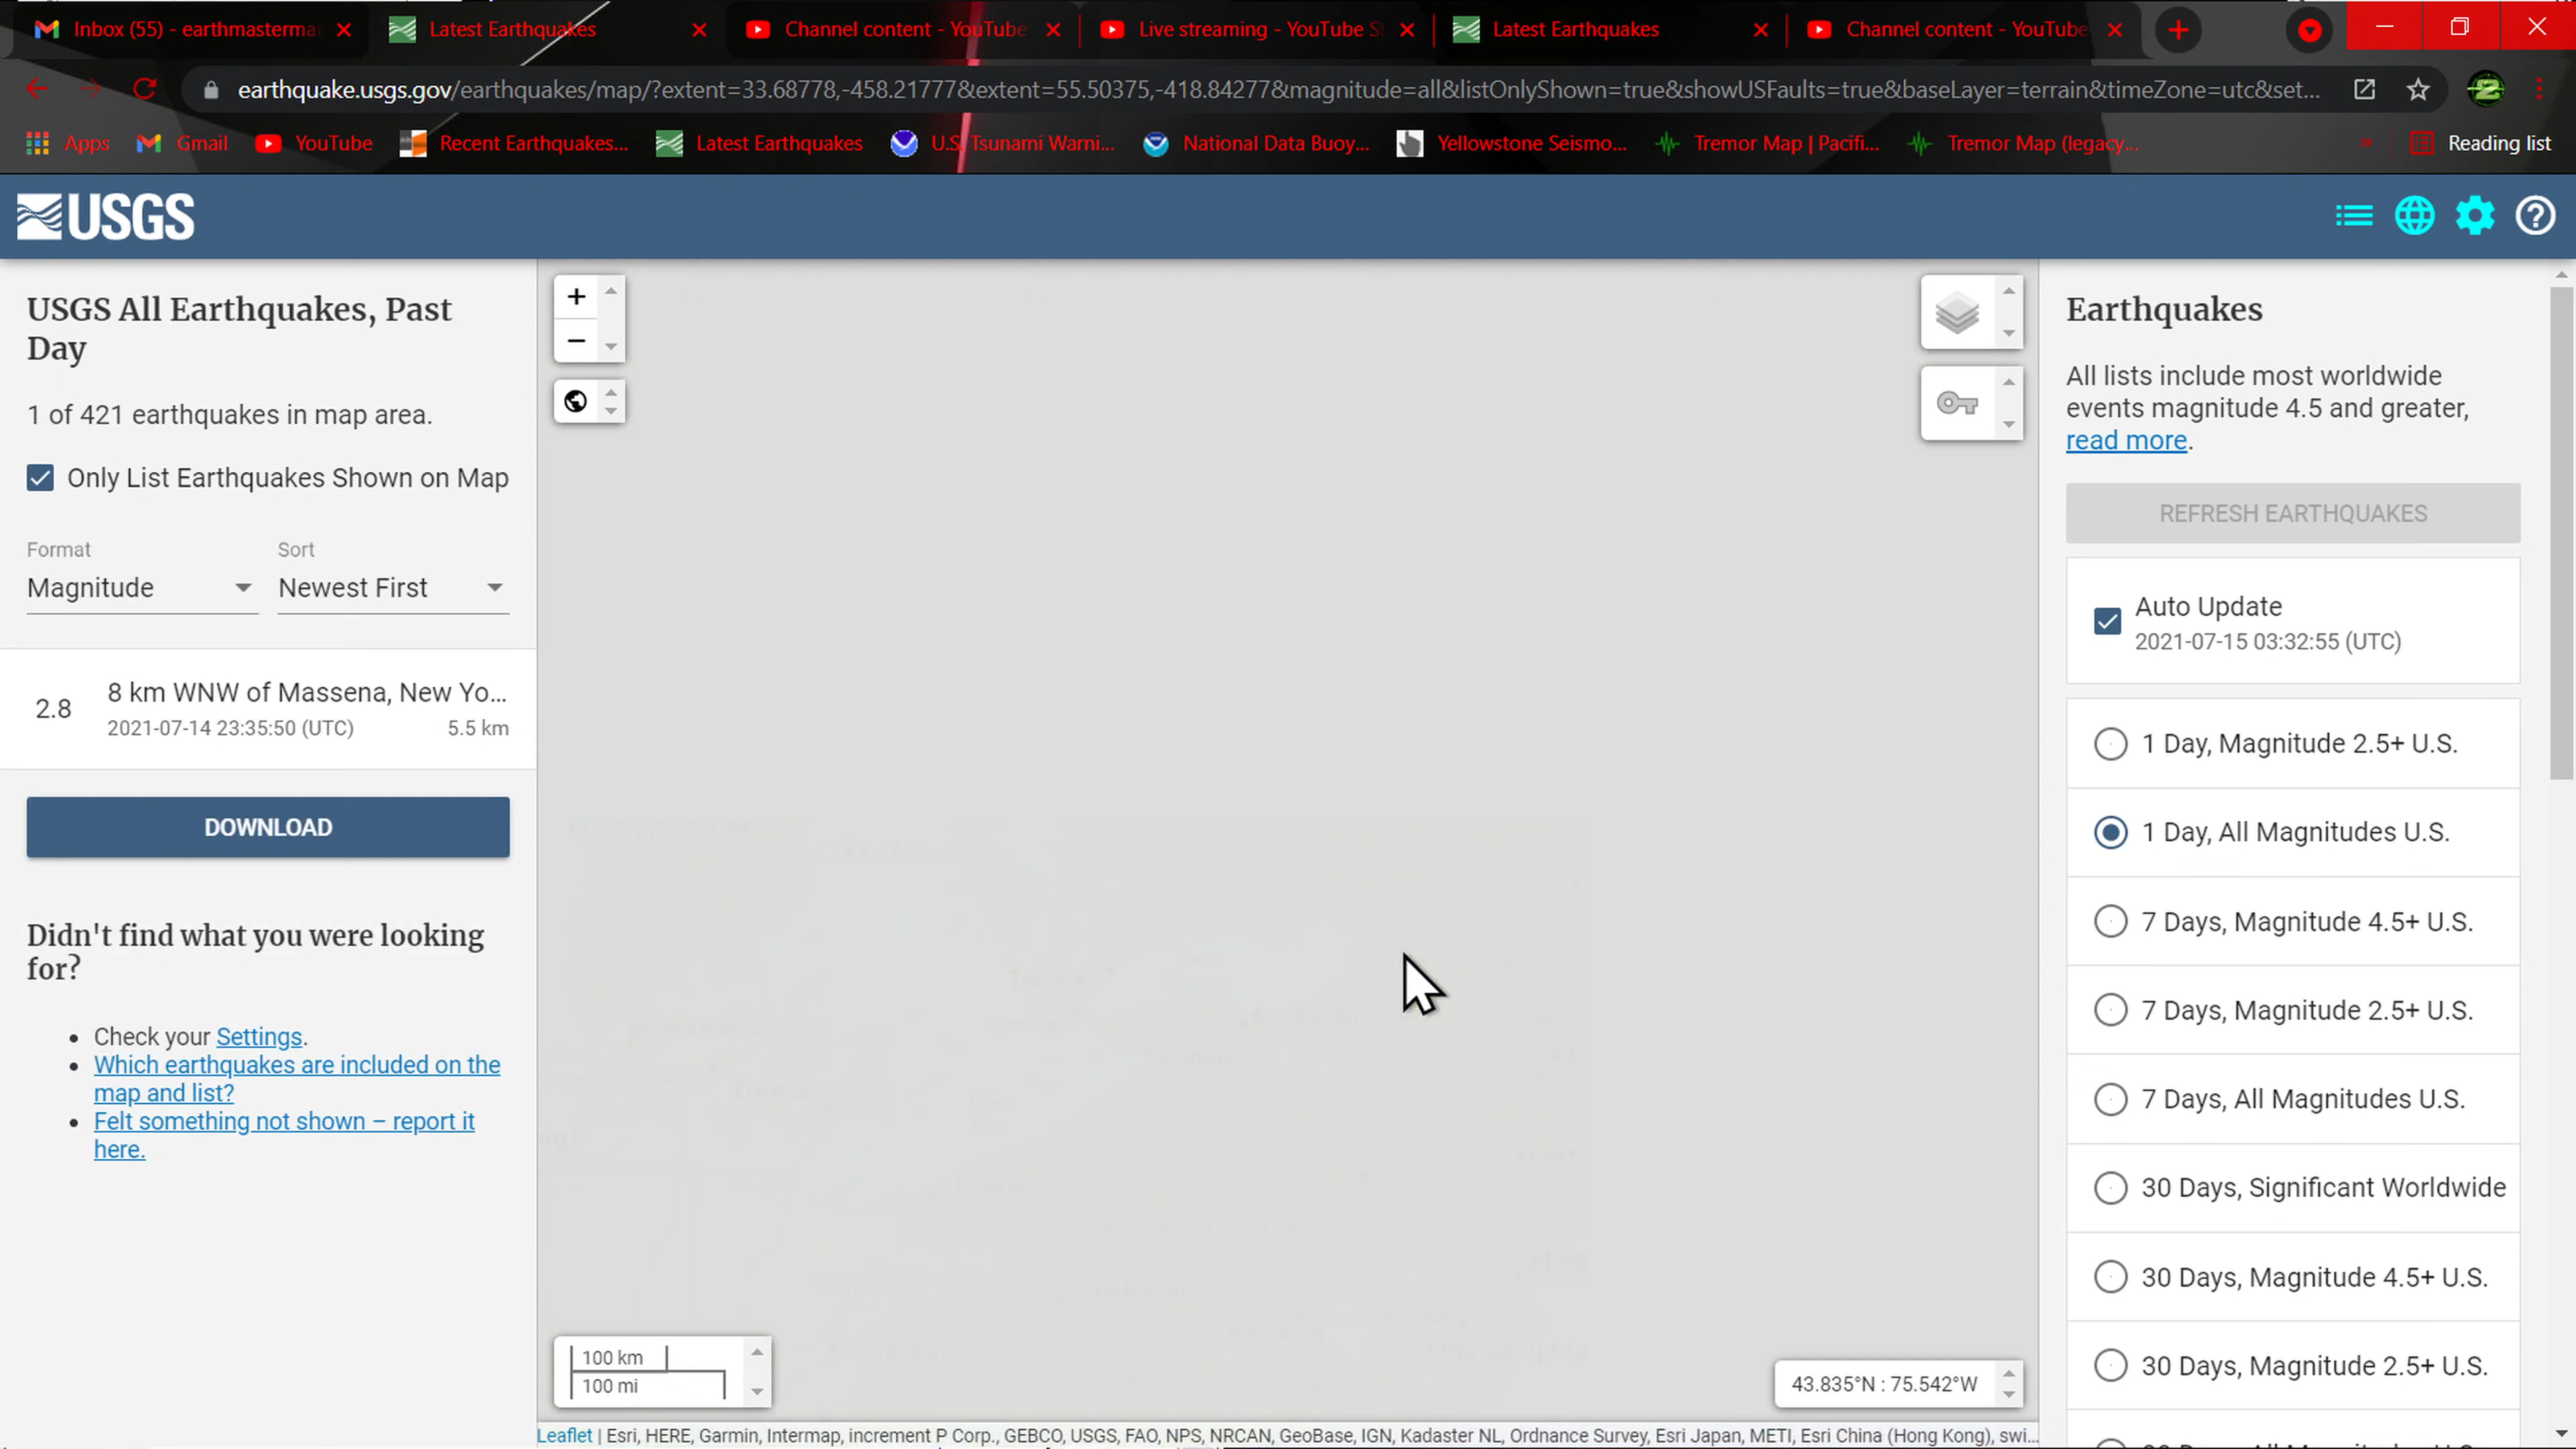 Inbox (55) - earthmasterma
Latest Earthquakes
Channel content - YouTube
Live streaming - YouTube S
Latest Earthquakes
Channel content - YouTube
earthquake.usgs.gov/earthquakes/map/?extent=33.68778,-458.21777&extent=55.50375,-418.84277&magnitude=all&listOnlyShown=true&showUSFaults=true&baseLayer=terrain&timeZone=utc&set...
Apps
Gmail
YouTube
Recent Earthquakes...
Latest Earthquakes
U.S. Tsunami Warni...
National Data Buoy...
Yellowstone Seismo...
Tremor Map | Pacifi...
Tremor Map (legacy...
Reading list
USGS
USGS All Earthquakes, Past
Day
1 of 421 earthquakes in map area.
Only List Earthquakes Shown on Map
Format
Sort
Magnitude
Newest First
2.8
8 km WNW of Massena, New Yo...
2021-07-14 23:35:50 (UTC)
5.5 km
DOWNLOAD
Didn't find what you were looking
for?
Check your Settings.
Which earthquakes are included on the
map and list?
Felt something not shown – report it
here.
+
−
100 km
100 mi
43.835°N : 75.542°W
Leaflet | Esri, HERE, Garmin, Intermap, increment P Corp., GEBCO, USGS, FAO, NPS, NRCAN, GeoBase, IGN, Kadaster NL, Ordnance Survey, Esri Japan, METI, Esri China (Hong Kong), swi...
Earthquakes
All lists include most worldwide
events magnitude 4.5 and greater,
read more.
REFRESH EARTHQUAKES
Auto Update
2021-07-15 03:32:55 (UTC)
1 Day, Magnitude 2.5+ U.S.
1 Day, All Magnitudes U.S.
7 Days, Magnitude 4.5+ U.S.
7 Days, Magnitude 2.5+ U.S.
7 Days, All Magnitudes U.S.
30 Days, Significant Worldwide
30 Days, Magnitude 4.5+ U.S.
30 Days, Magnitude 2.5+ U.S.